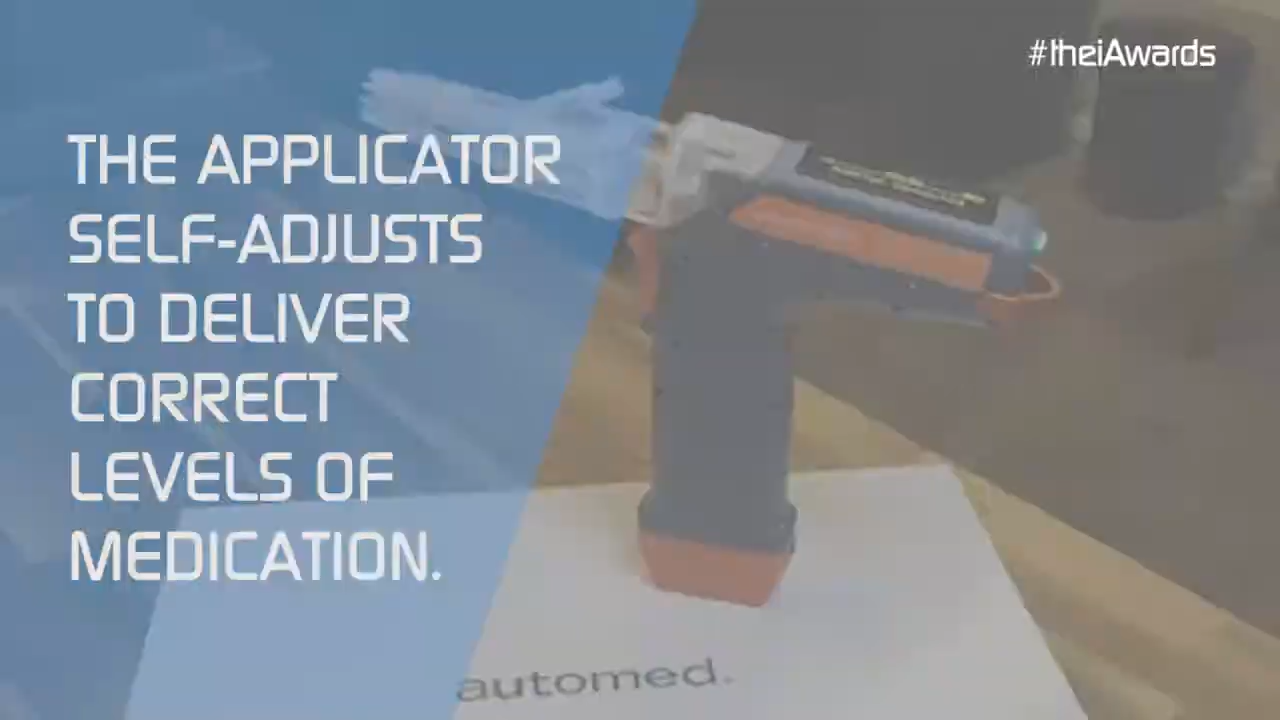 #theiAwards
THE APPLICATOR
SELF-ADJUSTS
TO DELIVER
CORRECT
LEVELS OF
MEDICATION.
automed.